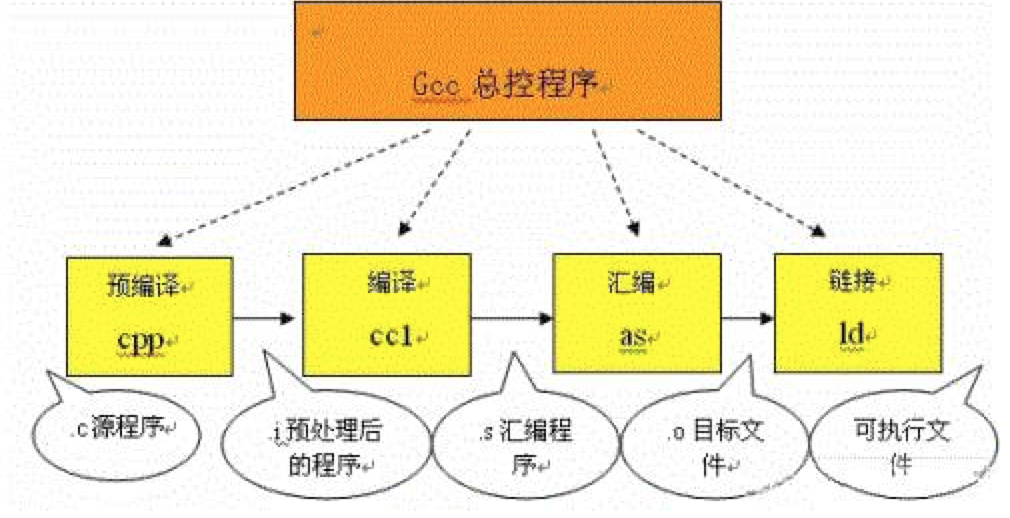 Gcc 总控程序
预编译
cpp
编译
cc1
汇编
as
链接
ld
.c源程序
.i预处理后
的程序
.s 汇编程
序
.o 目标文
件
可执行文
件